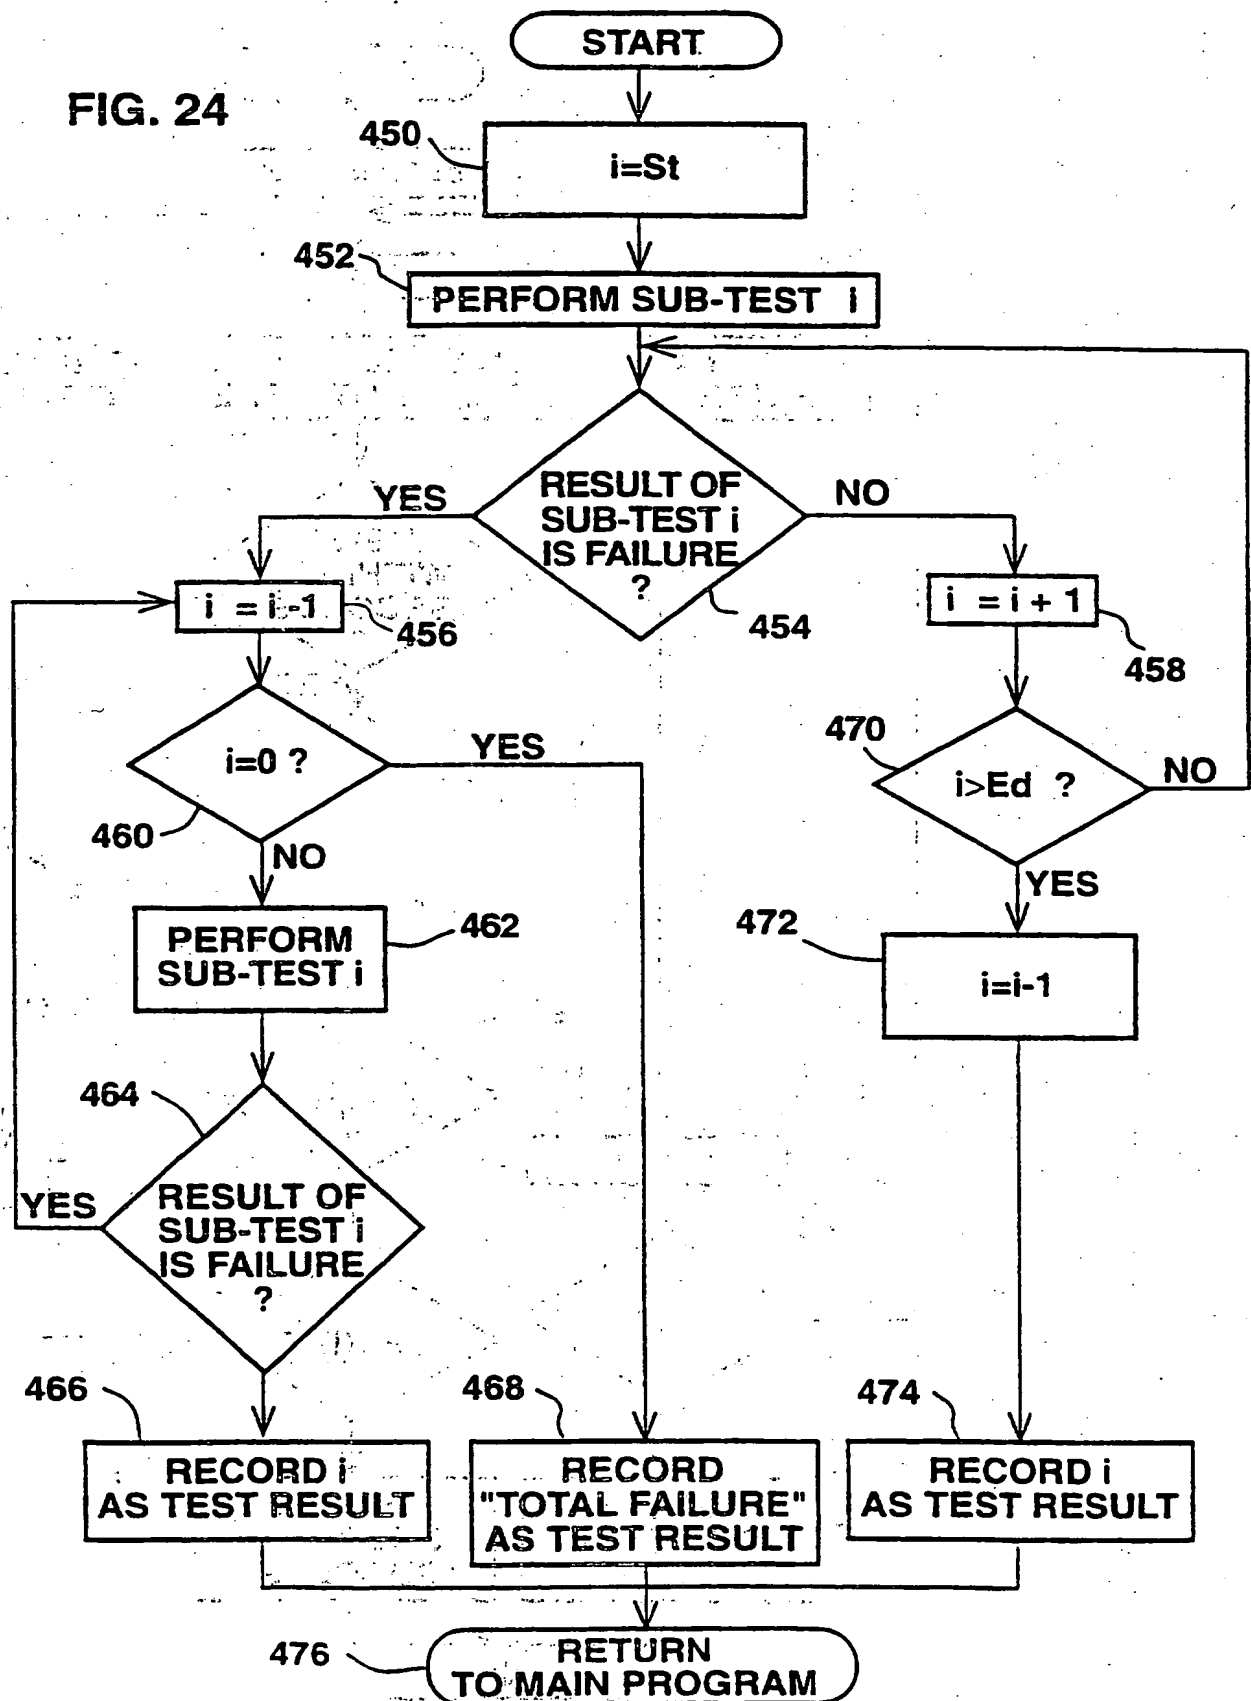 START
FIG. 24
450
i=St
452
PERFORM SUB-TEST i
YES
RESULT OF
SUB-TEST i
IS FAILURE
?
NO
454
i = i-1
456
i = i + 1
458
i=0 ?
YES
460
NO
470
i>Ed ?
NO
YES
PERFORM
SUB-TEST i
462
472
i=i-1
464
YES
RESULT OF
SUB-TEST i
IS FAILURE
?
466
468
474
RECORD i
AS TEST RESULT
RECORD
"TOTAL FAILURE"
AS TEST RESULT
RECORD i
AS TEST RESULT
476
RETURN
TO MAIN PROGRAM